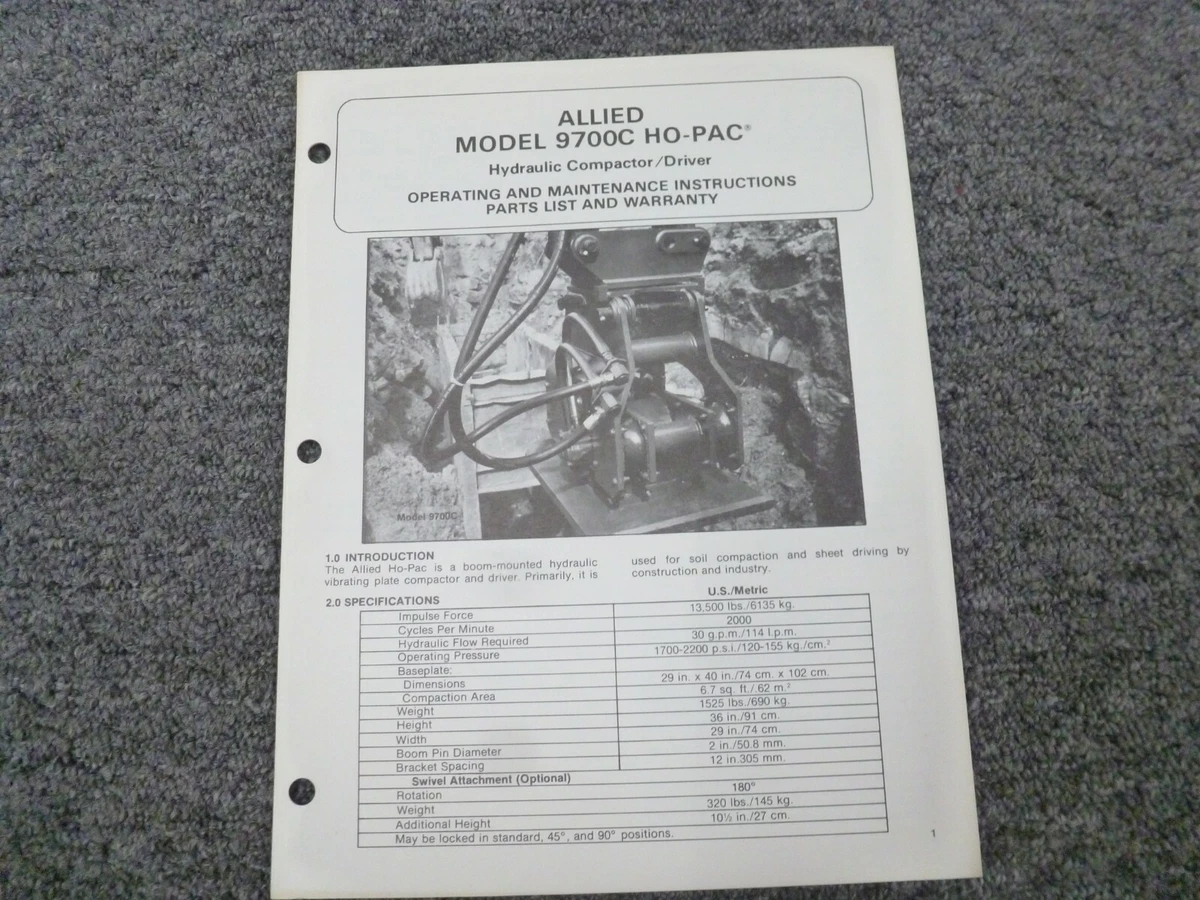 ALLIED
MODEL 9700C HO-PAC®
Hydraulic Compactor/Driver
OPERATING AND MAINTENANCE INSTRUCTIONS
PARTS LIST AND WARRANTY
Model 9700C
1.0 INTRODUCTION
The Allied Ho-Pac is a boom-mounted hydraulic
vibrating plate compactor and driver. Primarily, it is
used for soil compaction and sheet driving by
construction and industry.
2.0 SPECIFICATIONS
U.S./Metric
Impulse Force 13,500 lbs./6135 kg.
Cycles Per Minute 2000
Hydraulic Flow Required 30 g.p.m./114 l.p.m.
Operating Pressure 1700-2200 p.s.i./120-155 kg./cm.²
Baseplate:
Dimensions 29 in. x 40 in./74 cm. x 102 cm.
Compaction Area 6.7 sq. ft./.62 m.²
Weight 1525 lbs./690 kg.
Height 36 in./91 cm.
Width 29 in./74 cm.
Boom Pin Diameter 2 in./50.8 mm.
Bracket Spacing 12 in.305 mm.
Swivel Attachment (Optional)
Rotation 180°
Weight 320 lbs./145 kg.
Additional Height 10½ in./27 cm.
May be locked in standard, 45°, and 90° positions.
1